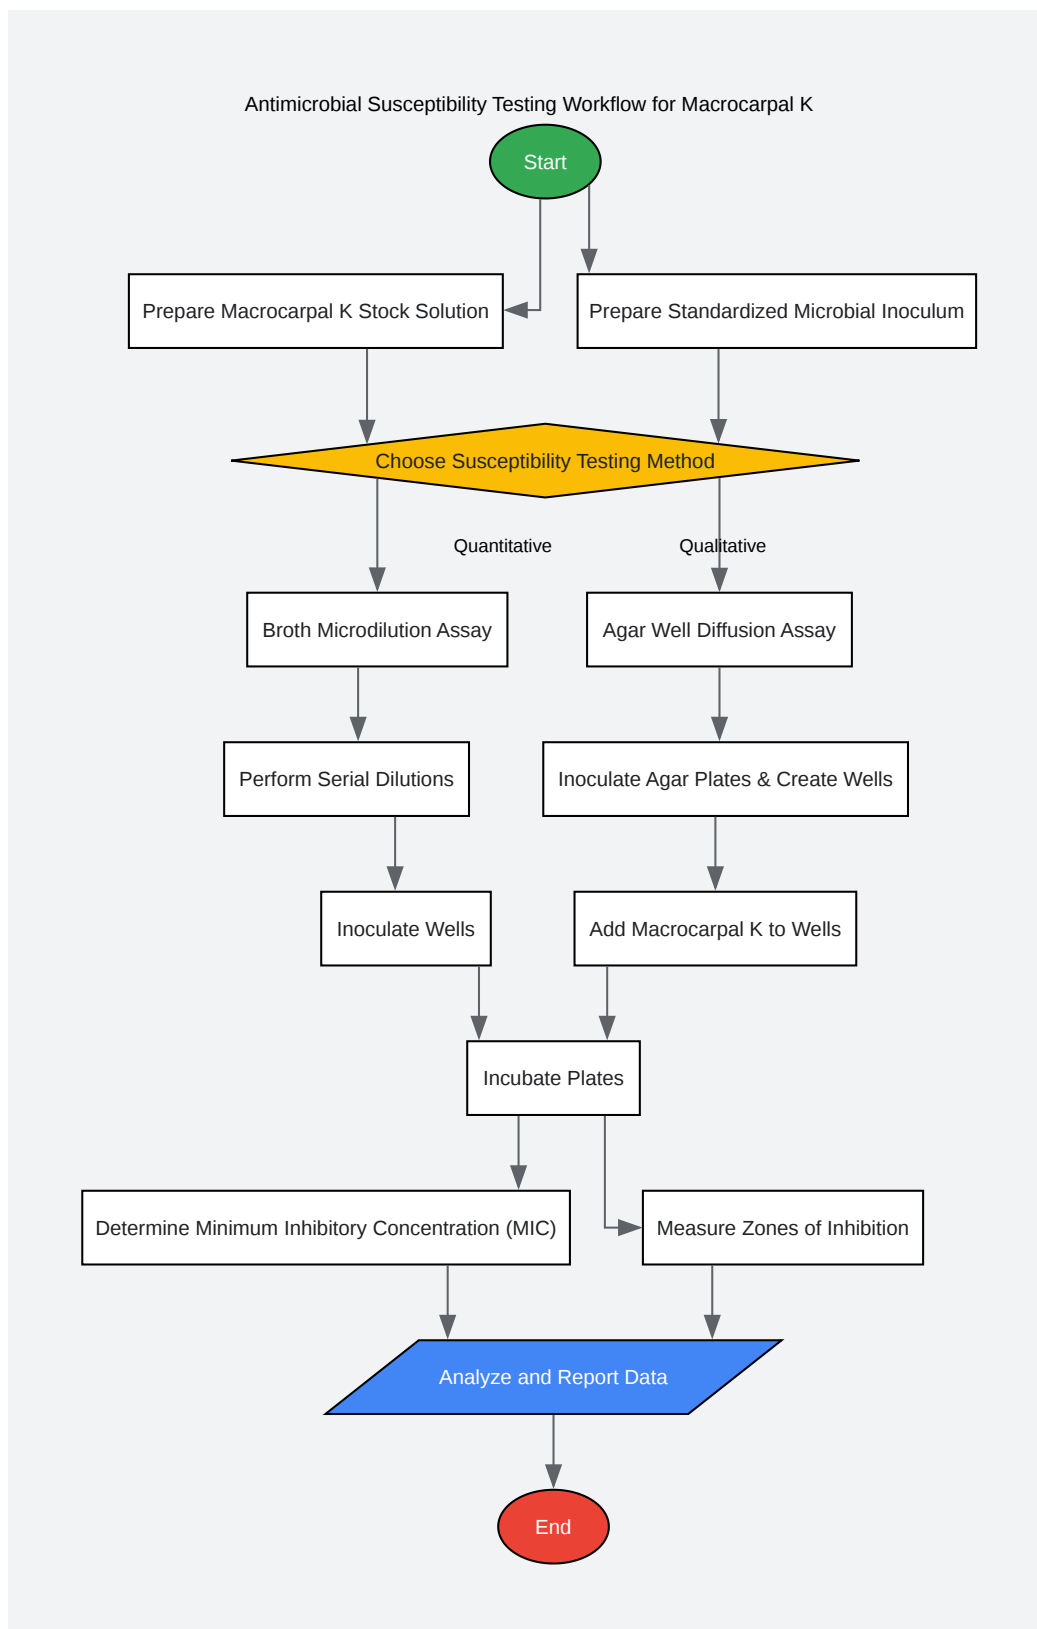 Antimicrobial Susceptibility Testing Workflow for Macrocarpal K
Start
Prepare Macrocarpal K Stock Solution
Prepare Standardized Microbial Inoculum
Choose Susceptibility Testing Method
Quantitative
Qualitative
Broth Microdilution Assay
Agar Well Diffusion Assay
Perform Serial Dilutions
Inoculate Agar Plates & Create Wells
Inoculate Wells
Add Macrocarpal K to Wells
Incubate Plates
Determine Minimum Inhibitory Concentration (MIC)
Measure Zones of Inhibition
Analyze and Report Data
End